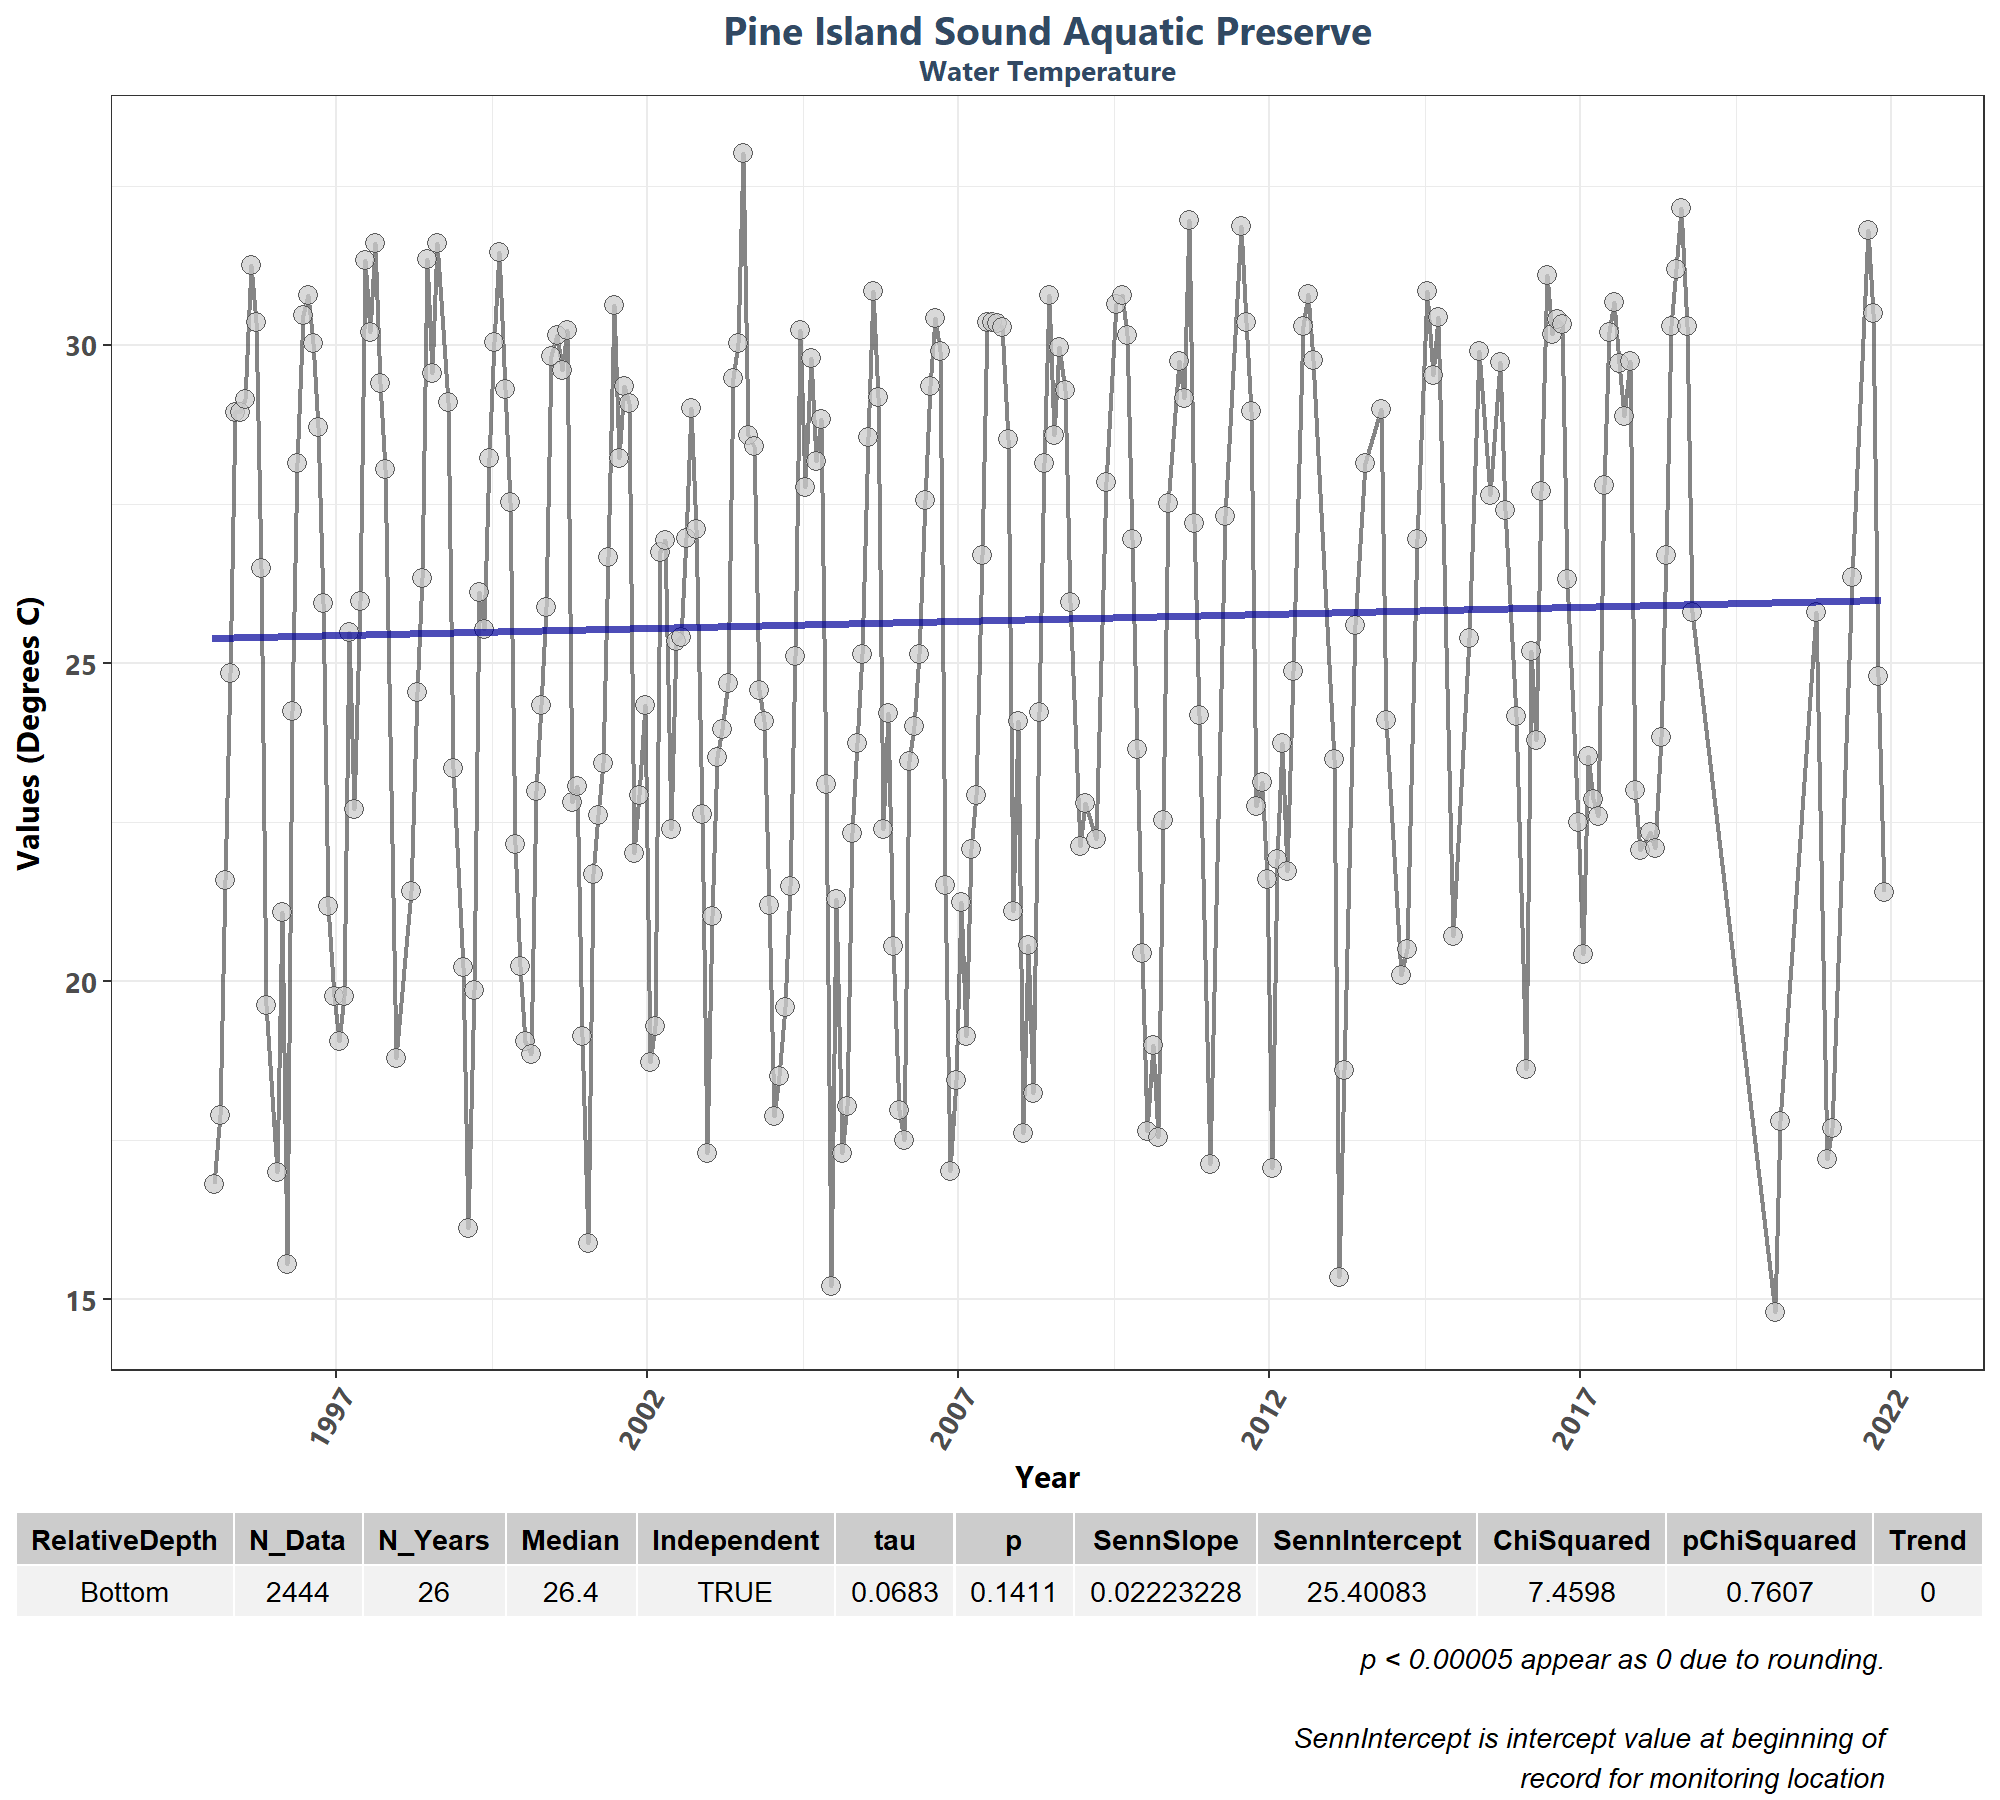 Pine Island Sound Aquatic Preserve
Water Temperature
Values (Degrees C)
30
25
20
15
1997
2002
2007
2012
2017
2022
Year
RelativeDepth N_Data N_Years Median Independent tau p SennSlope SennIntercept ChiSquared pChiSquared Trend
Bottom 2444 26 26.4 TRUE 0.0683 0.1411 0.02223228 25.40083 7.4598 0.7607 0
p < 0.00005 appear as 0 due to rounding.
SennIntercept is intercept value at beginning of
record for monitoring location